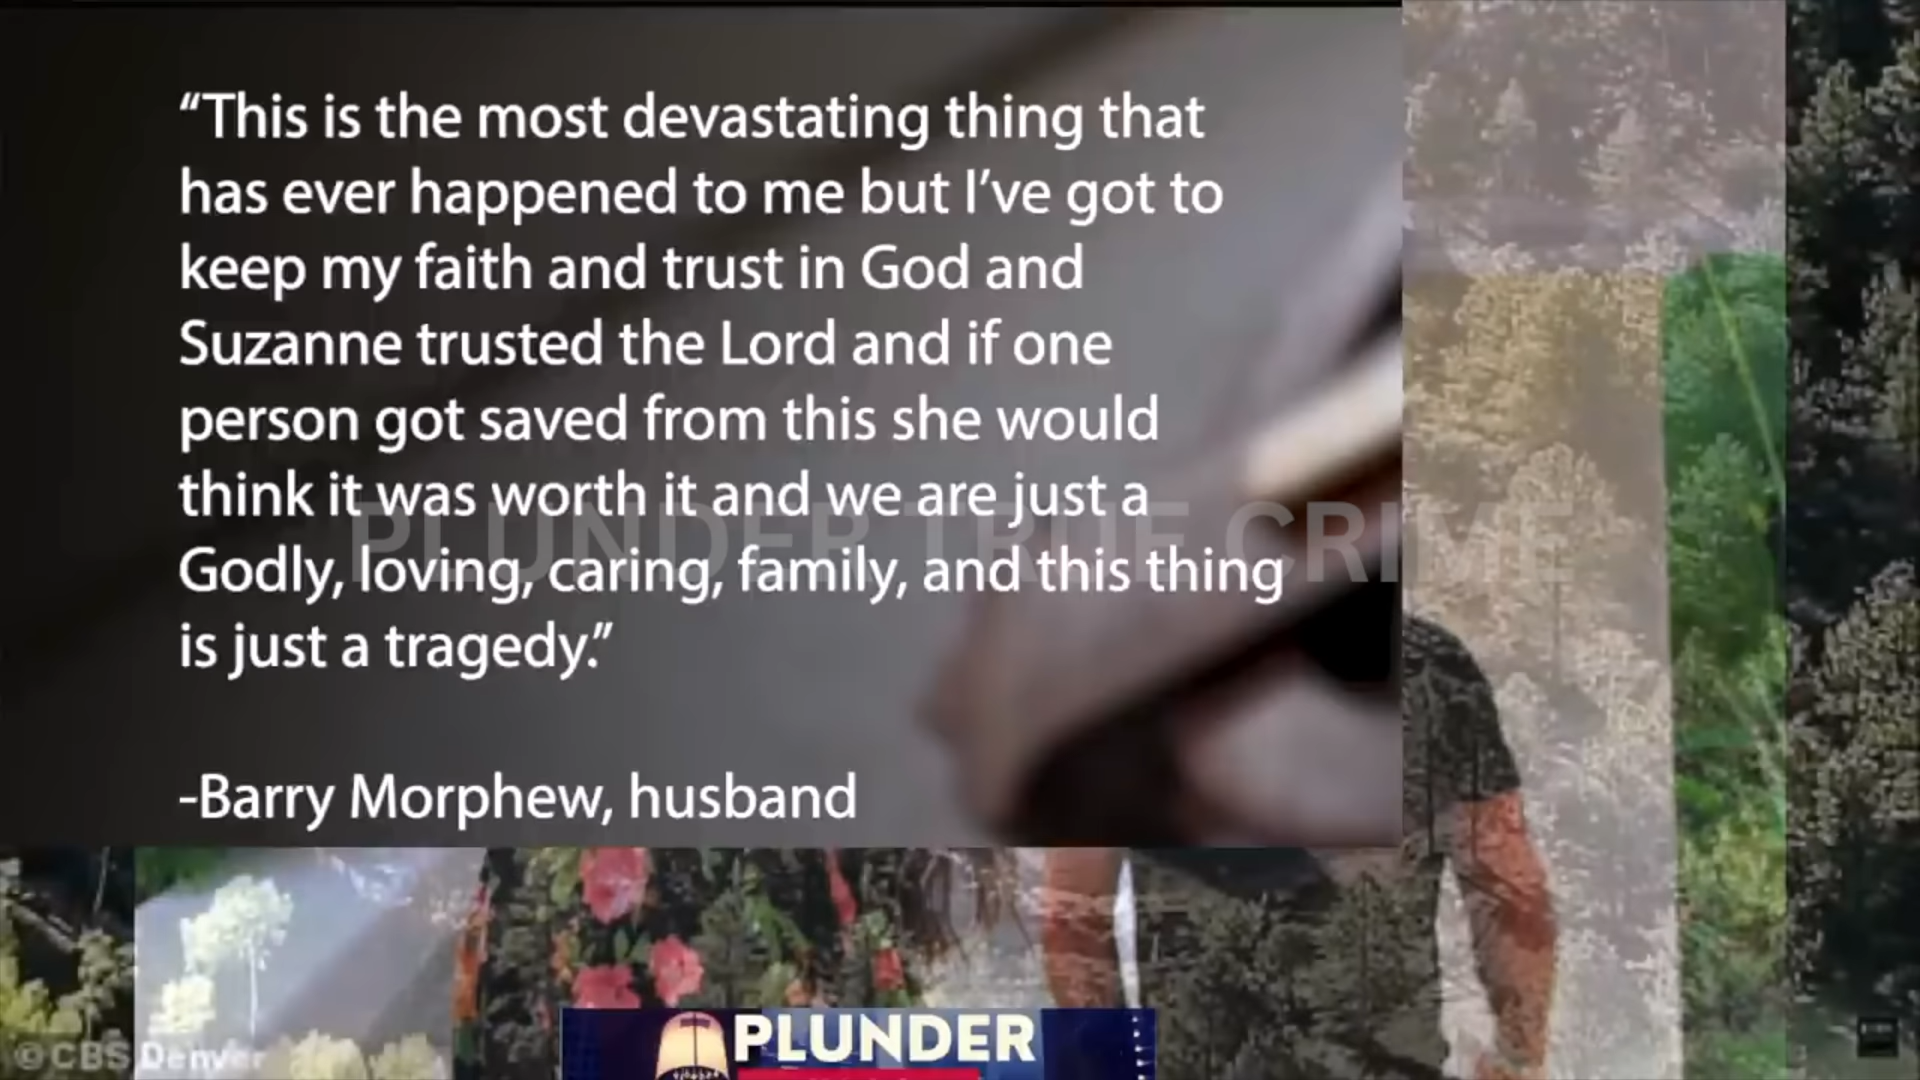 “This is the most devastating thing that
has ever happened to me but I’ve got to
keep my faith and trust in God and
Suzanne trusted the Lord and if one
person got saved from this she would
think it was worth it and we are just a
PLUNDER TRUE CRIME
Godly, loving, caring, family, and this thing
is just a tragedy.”
-Barry Morphew, husband
©CBS Denver
PLUNDER